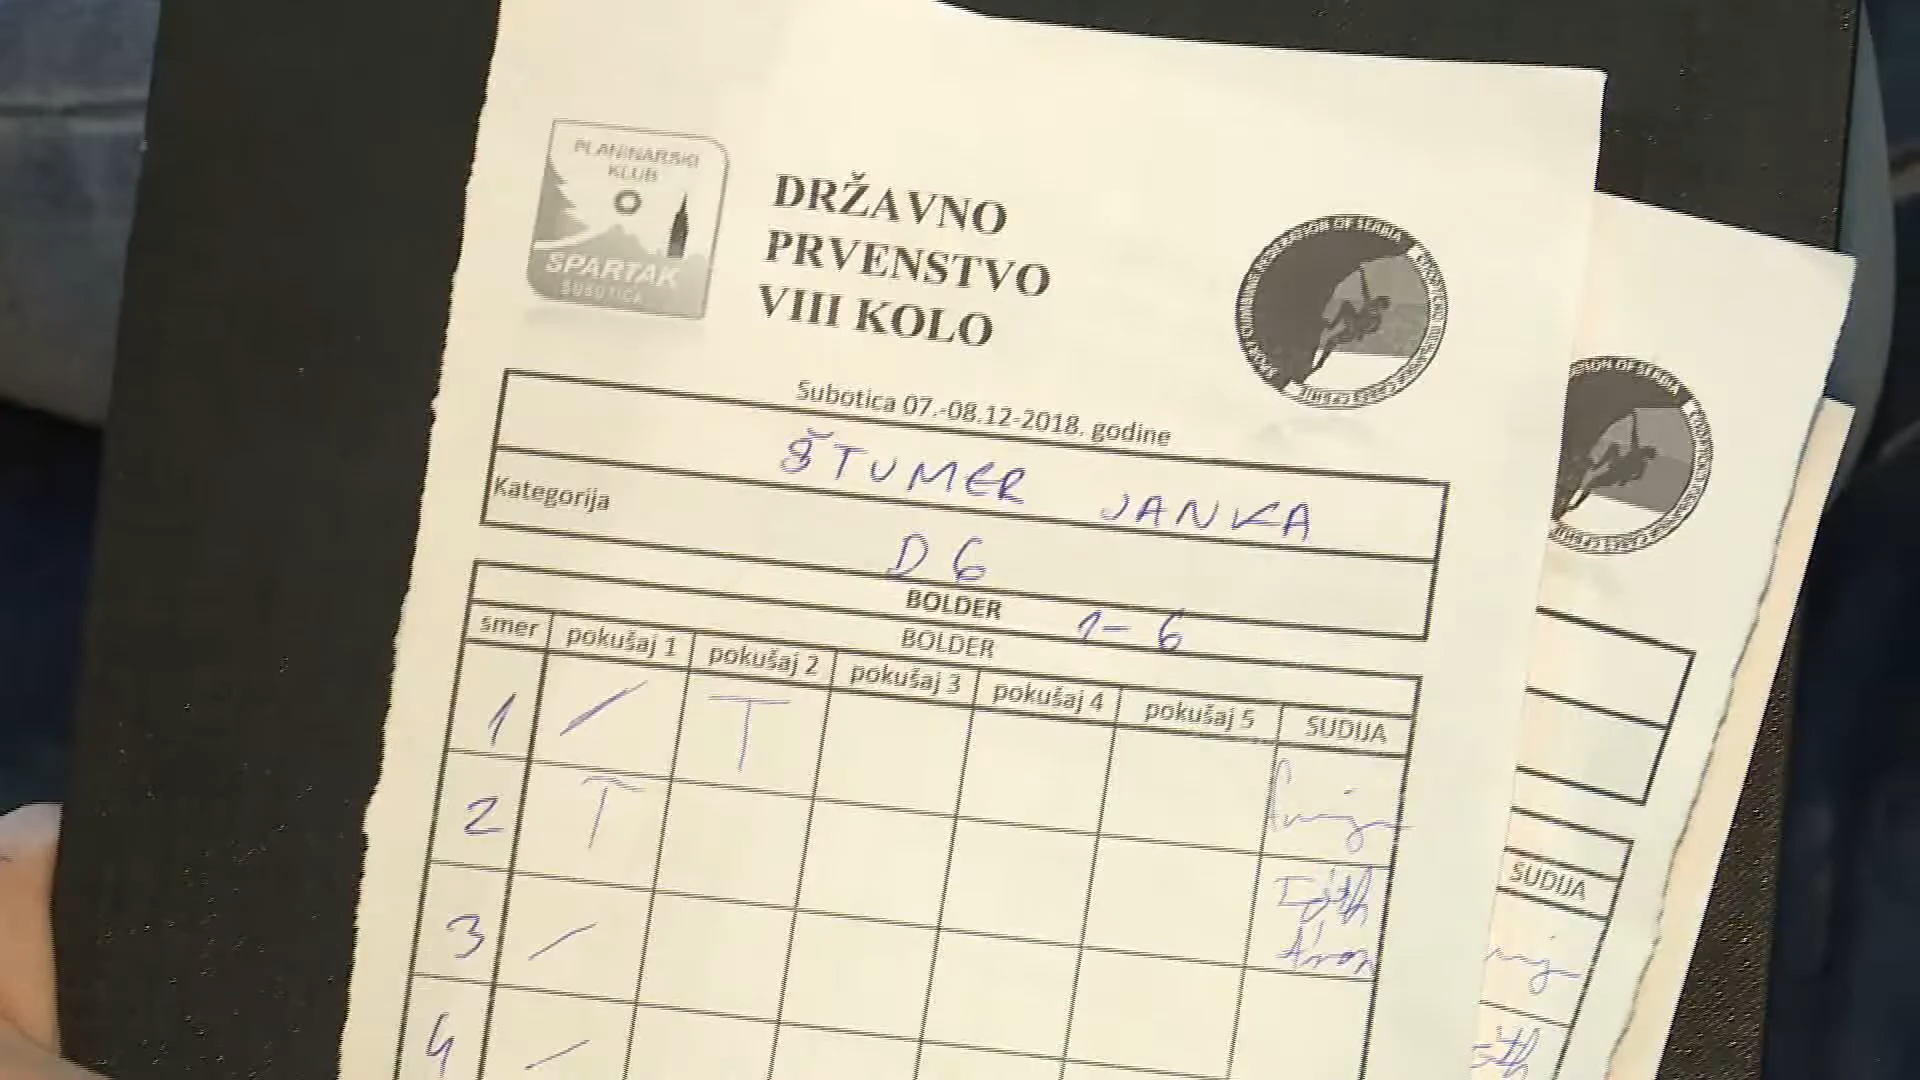 PLANINARSKI
KLUB
SPARTAK
SUBOTICA
DRŽAVNO
PRVENSTVO
VIII KOLO
Subotica 07.-08.12-2018. godine
ŠTUMER JANKA
Kategorija
D6
BOLDER 1-6
BOLDER
smer pokušaj 1 pokušaj 2 pokušaj 3 pokušaj 4 pokušaj 5 SUDIJA
1 / T
2 T
3 /
4 /
Tóth
Áron
SUDIJA